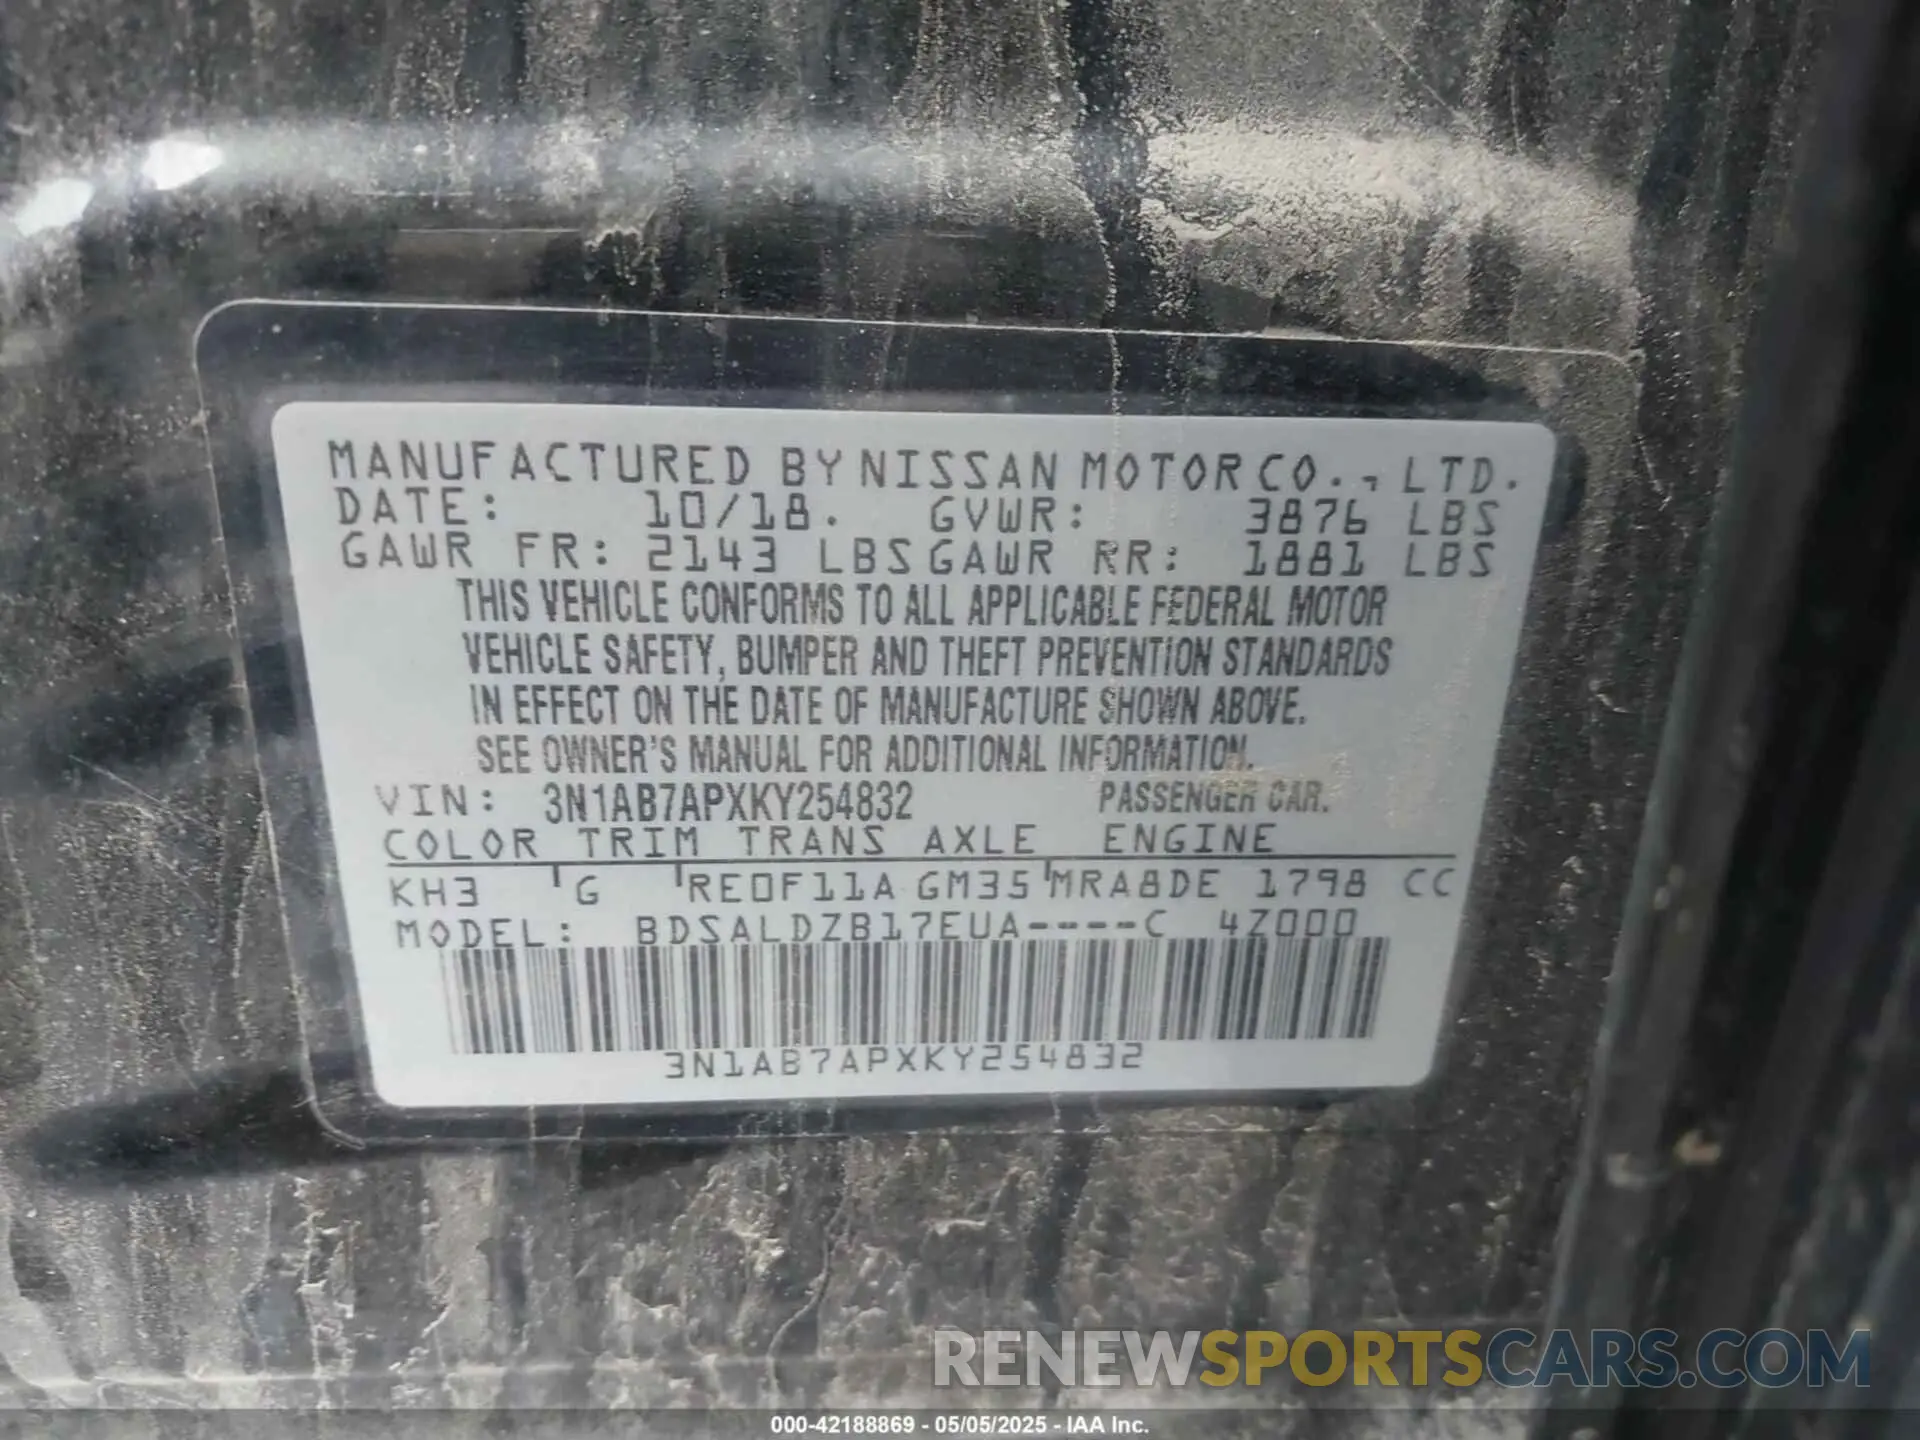 MANUFACTURED BY NISSAN MOTOR CO., LTD.
DATE: 10/18. GVWR: 3876 LBS
GAWR FR: 2143 LBS GAWR RR: 1881 LBS
THIS VEHICLE CONFORMS TO ALL APPLICABLE FEDERAL MOTOR
VEHICLE SAFETY, BUMPER AND THEFT PREVENTION STANDARDS
IN EFFECT ON THE DATE OF MANUFACTURE SHOWN ABOVE.
SEE OWNER'S MANUAL FOR ADDITIONAL INFORMATION.
VIN: 3N1AB7APXKY254832 PASSENGER CAR.
COLOR TRIM TRANS AXLE ENGINE
KH3 G RE0F11A GM35 MRA8DE 1798 CC
MODEL: BDSALDZB17EUA----C 4Z000
3N1AB7APXKY254832
RENEWSPORTSCARS.COM
000-42188869 - 05/05/2025 - IAA Inc.